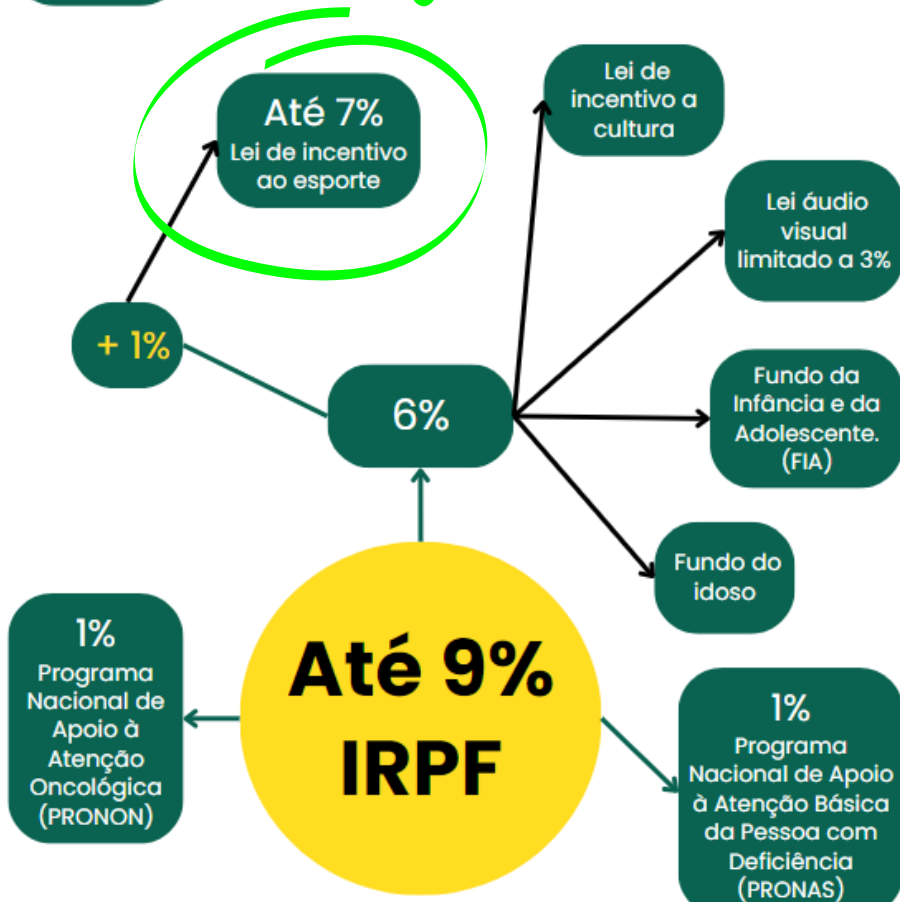 Até 7%
Lei de incentivo
ao esporte
Lei de
incentivo a
cultura
Lei áudio
visual
limitado a 3%
+ 1%
6%
Fundo da
Infância e da
Adolescente.
(FIA)
Fundo do
idoso
Até 9%
IRPF
1%
Programa
Nacional de
Apoio à
Atenção
Oncológica
(PRONON)
1%
Programa
Nacional de Apoio
à Atenção Básica
da Pessoa com
Deficiência
(PRONAS)